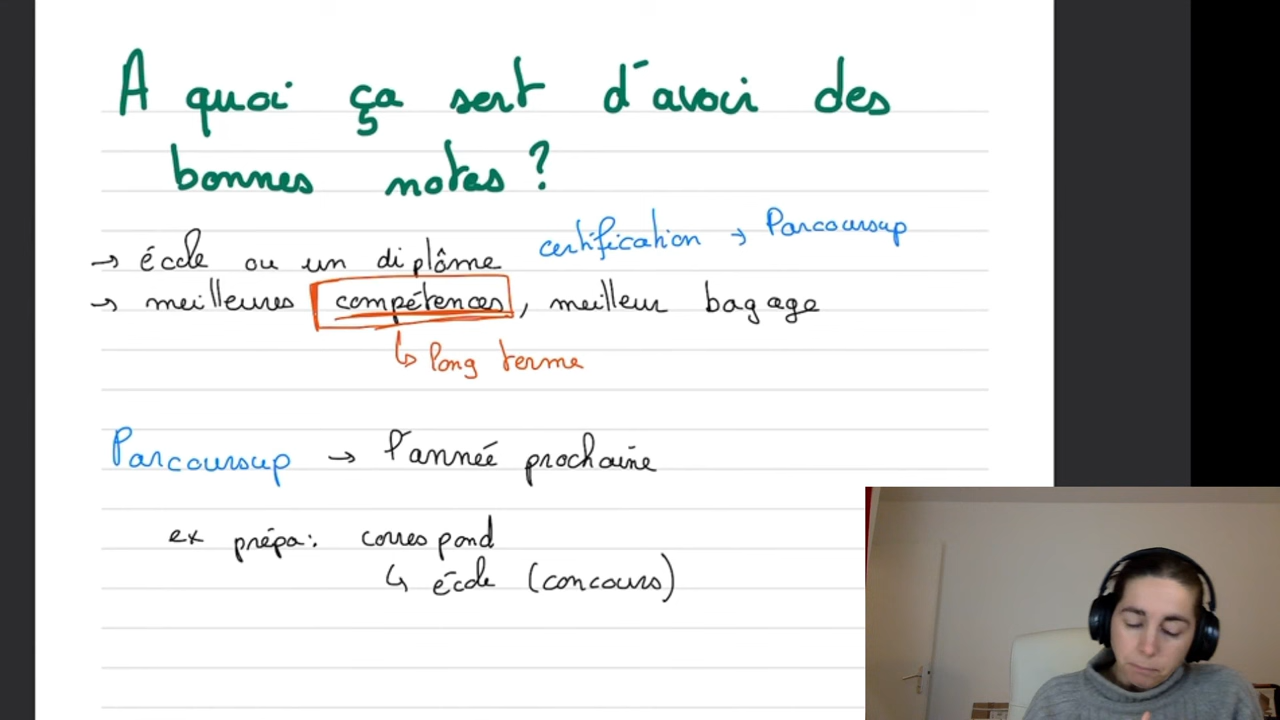 A quoi ça sert d'avoir des
bonnes notes ?
→ école ou un diplôme certification → Parcoursup
→ meilleures compétences, meilleur bagage
↳ long terme
Parcoursup → l'année prochaine
ex prépa : correspond
↳ école (concours)